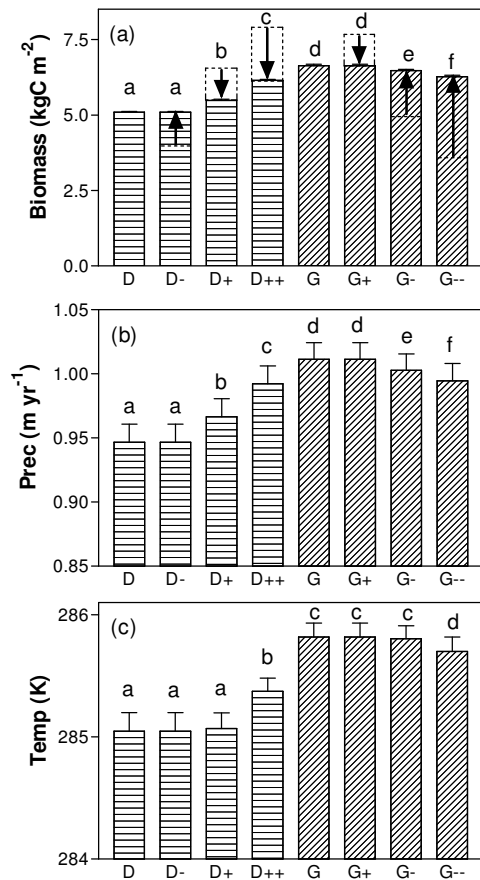 (a)
a a b c d d e f
Biomass (kgC m-2)
7.5
5.0
2.5
0.0
D D- D+ D++ G G+ G- G--
(b)
a a b c d d e f
Prec (m yr-1)
1.05
1.00
0.95
0.90
0.85
D D- D+ D++ G G+ G- G--
(c)
a a a b c c c d
Temp (K)
286
285
284
D D- D+ D++ G G+ G- G--